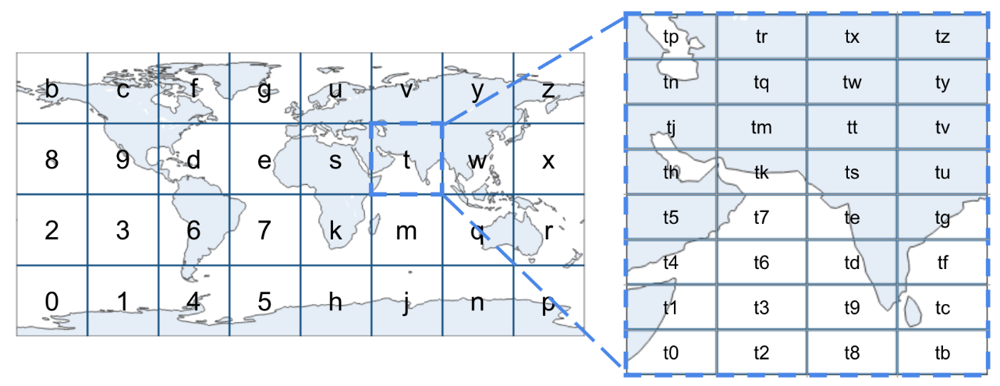 b c f g u v y z
8 9 d e s t w x
2 3 6 7 k m q r
0 1 4 5 h j n p
tp tr tx tz
tn tq tw ty
tj tm tt tv
th tk ts tu
t5 t7 te tg
t4 t6 td tf
t1 t3 t9 tc
t0 t2 t8 tb